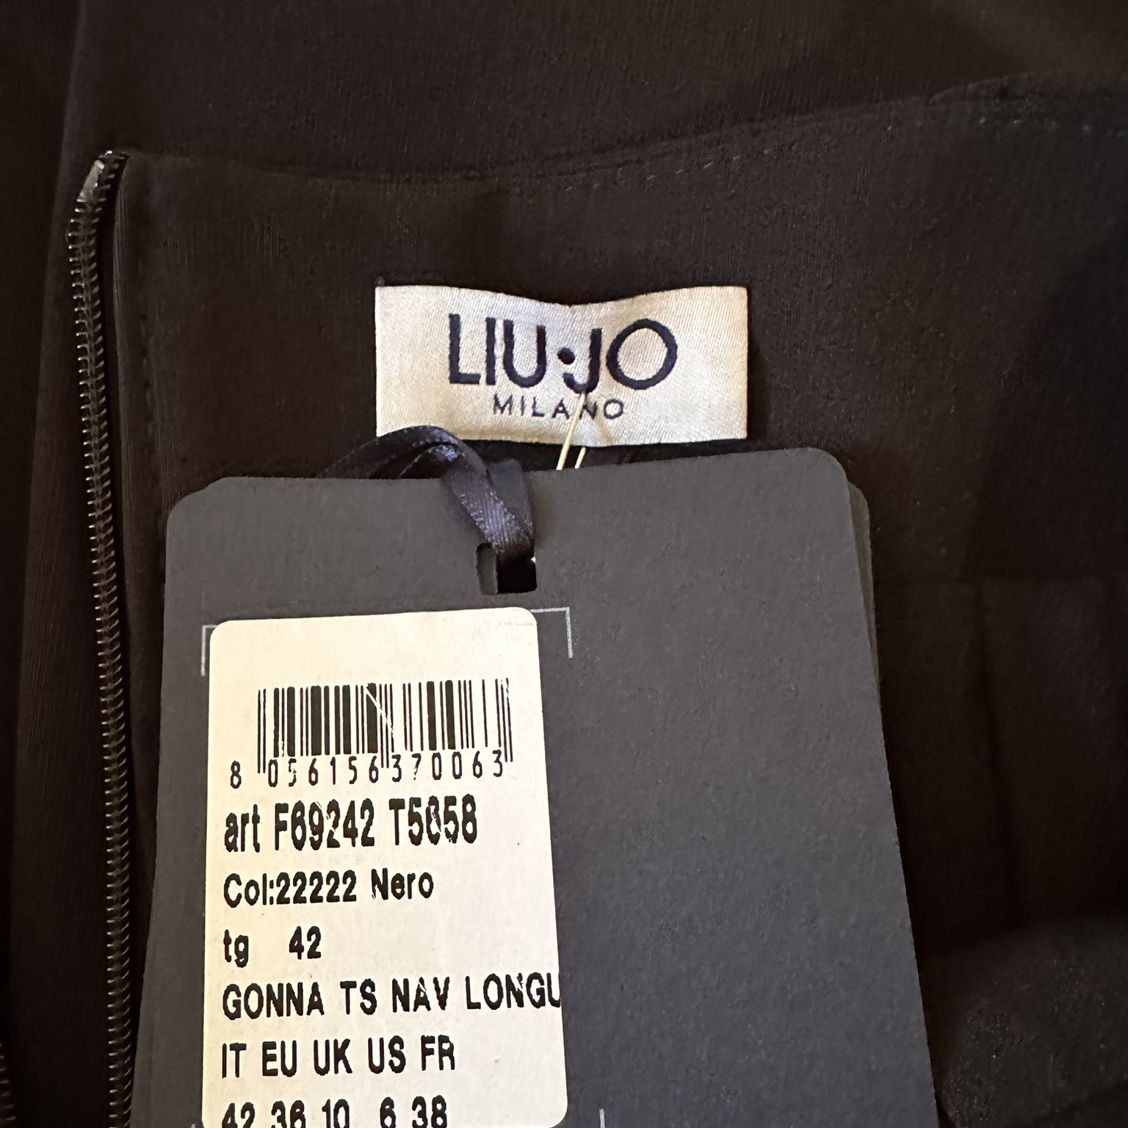 LIU·JO
MILANO
8 056156 370063
art F69242 T5858
Col:22222 Nero
tg 42
GONNA TS NAV LONGU
IT EU UK US FR
42 36 10 6 38